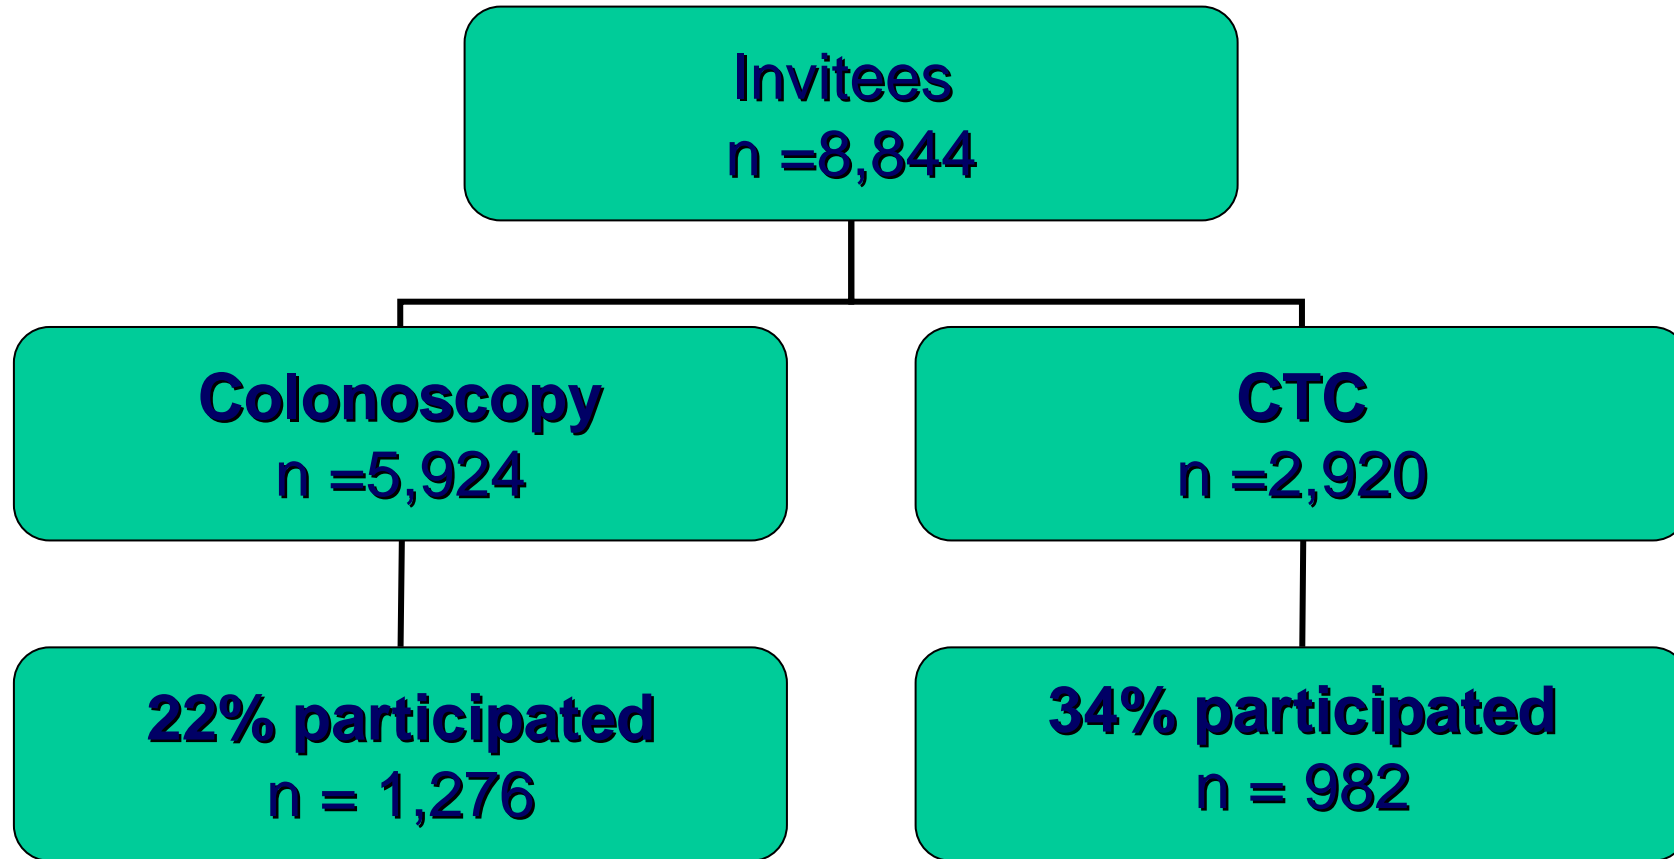 Invitees
n =8,844
Colonoscopy
n =5,924
CTC
n =2,920
22% participated
n = 1,276
34% participated
n = 982